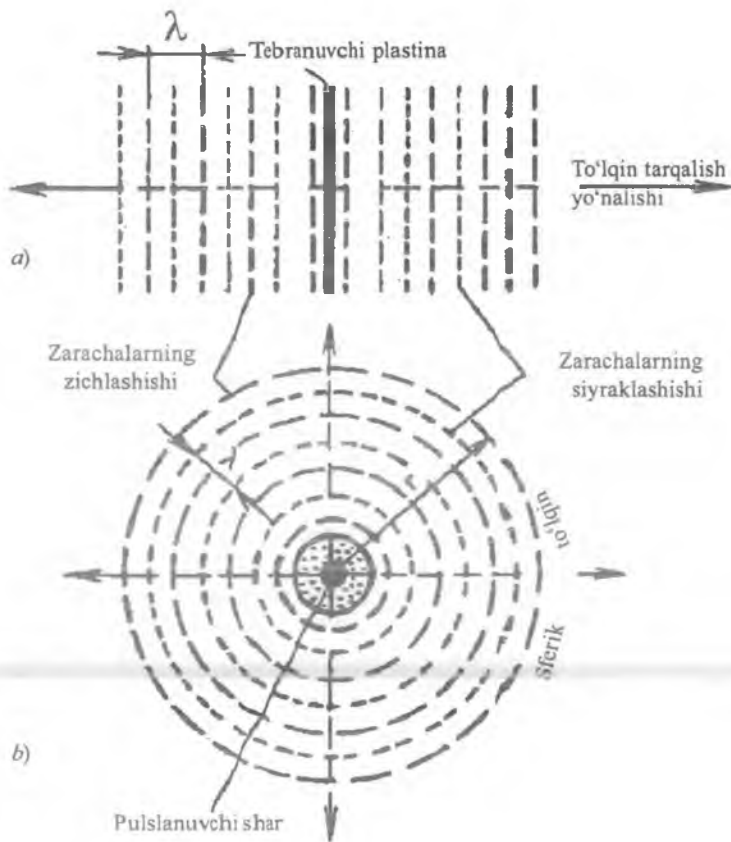 λ
Tebranuvchi plastina
To‘lqin tarqalish
yo‘nalishi
a)
Zarachalarning
zichlashishi
Zarachalarning
siyraklashishi
λ
r
to‘lqin
Sferik
b)
Pulslanuvchi shar